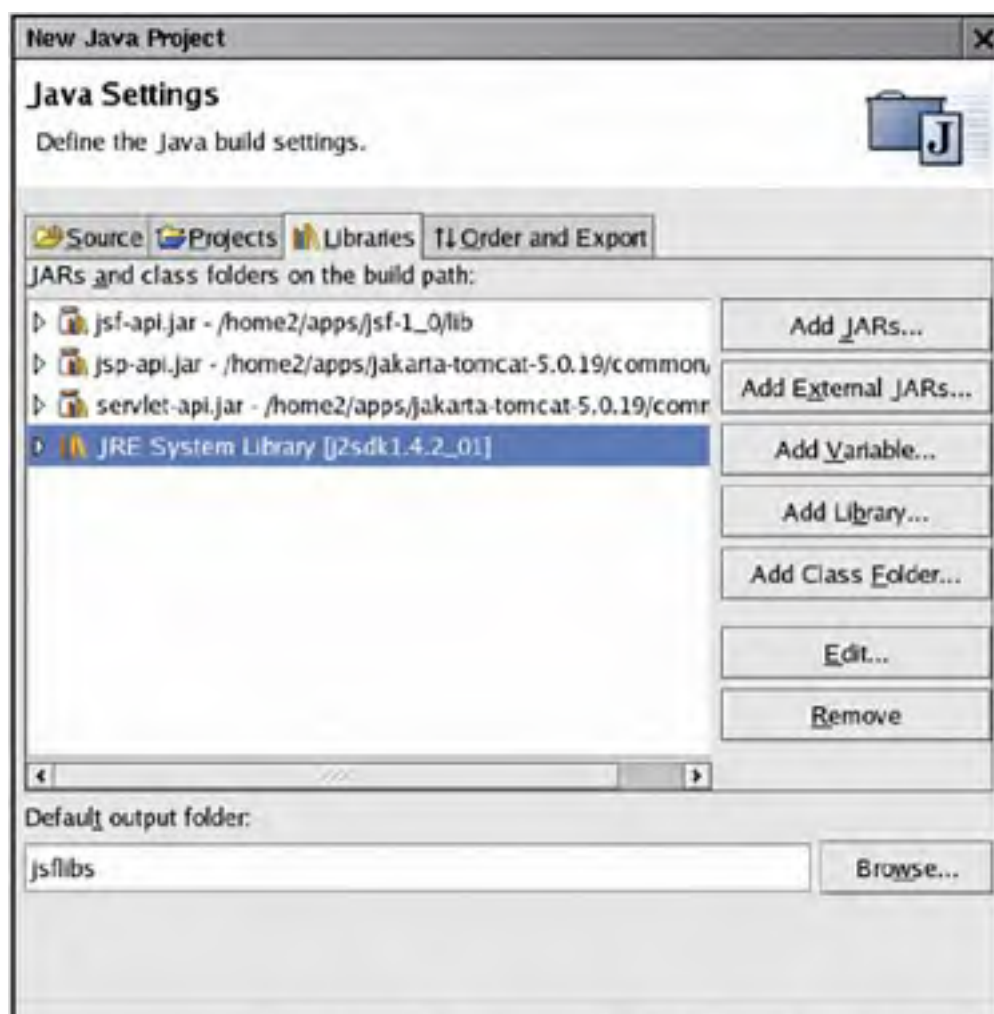 New Java Project
Java Settings
Define the Java build settings.
J
Source Projects Libraries Order and Export
JARs and class folders on the build path:
jsf-api.jar - /home2/apps/jsf-1_0/lib
jsp-api.jar - /home2/apps/jakarta-tomcat-5.0.19/common/
servlet-api.jar - /home2/apps/jakarta-tomcat-5.0.19/comm
JRE System Library [j2sdk1.4.2_01]
Add JARs...
Add External JARs...
Add Variable...
Add Library...
Add Class Folder...
Edit...
Remove
Default output folder:
jsflibs
Browse...